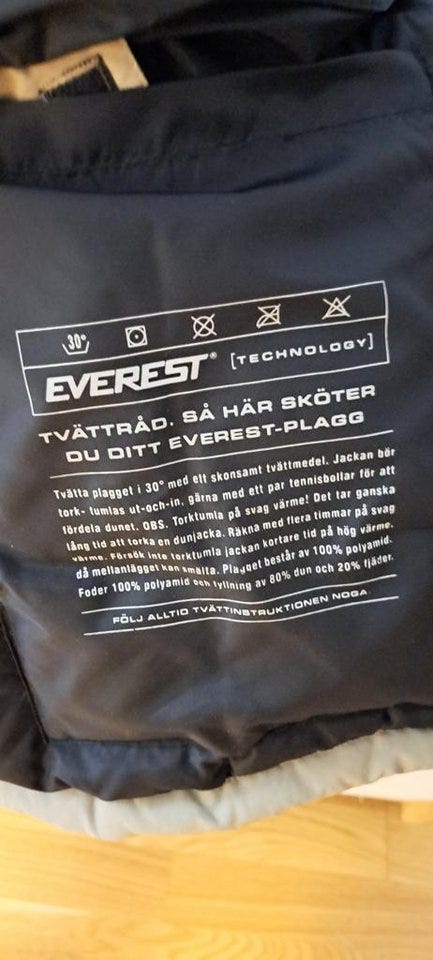 30°
EVEREST® [TECHNOLOGY]
TVÄTTRÅD. SÅ HÄR SKÖTER
DU DITT EVEREST-PLAGG
Tvätta plagget i 30° med ett skonsamt tvättmedel. Jackan bör
tork- tumlas ut-och-in, gärna med ett par tennisbollar för att
fördela dunet. OBS. Torktumla på svag värme! Det tar ganska
lång tid att torka en dunjacka. Räkna med flera timmar på svag
värme. Försök inte torktumla jackan kortare tid på hög värme,
då mellanlägget kan smälta. Plagget består av 100% polyamid.
Foder 100% polyamid och fyllning av 80% dun och 20% fjäder.
FÖLJ ALLTID TVÄTTINSTRUKTIONEN NOGA